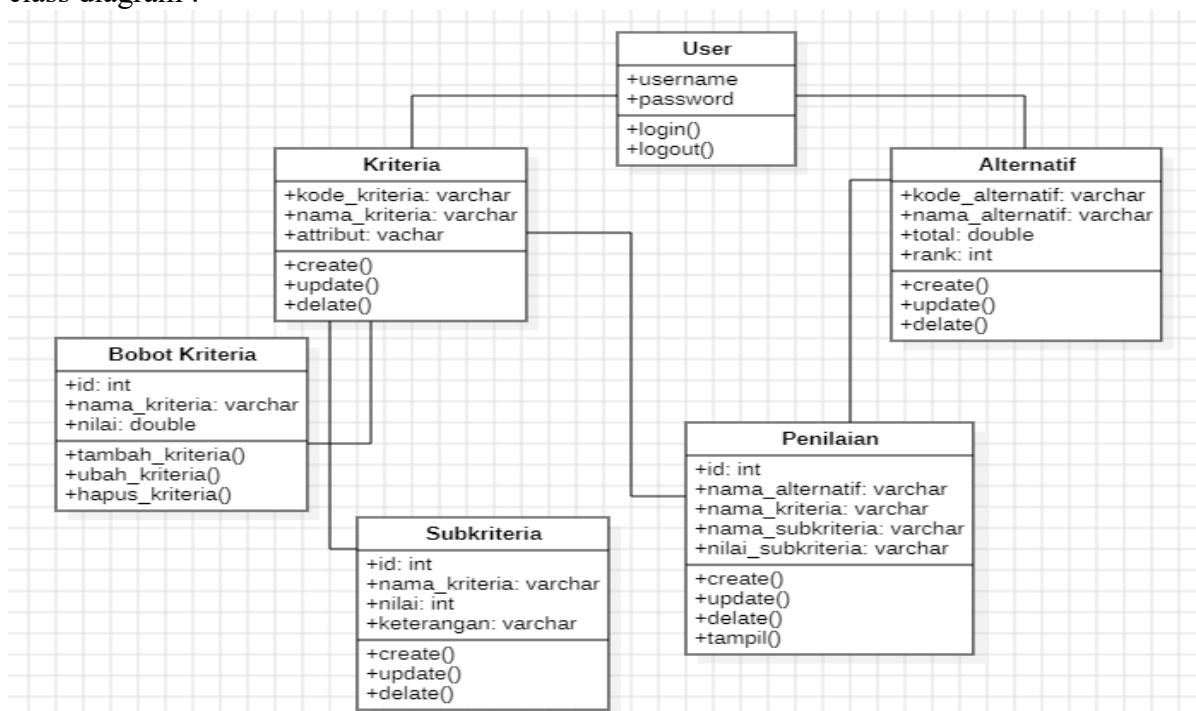 class diagram :
User
+username
+password
+login()
+logout()
Kriteria
+kode_kriteria: varchar
+nama_kriteria: varchar
+attribut: vachar
+create()
+update()
+delate()
Alternatif
+kode_alternatif: varchar
+nama_alternatif: varchar
+total: double
+rank: int
+create()
+update()
+delate()
Bobot Kriteria
+id: int
+nama_kriteria: varchar
+nilai: double
+tambah_kriteria()
+ubah_kriteria()
+hapus_kriteria()
Penilaian
+id: int
+nama_alternatif: varchar
+nama_kriteria: varchar
+nama_subkriteria: varchar
+nilai_subkriteria: varchar
+create()
+update()
+delate()
+tampil()
Subkriteria
+id: int
+nama_kriteria: varchar
+nilai: int
+keterangan: varchar
+create()
+update()
+delate()